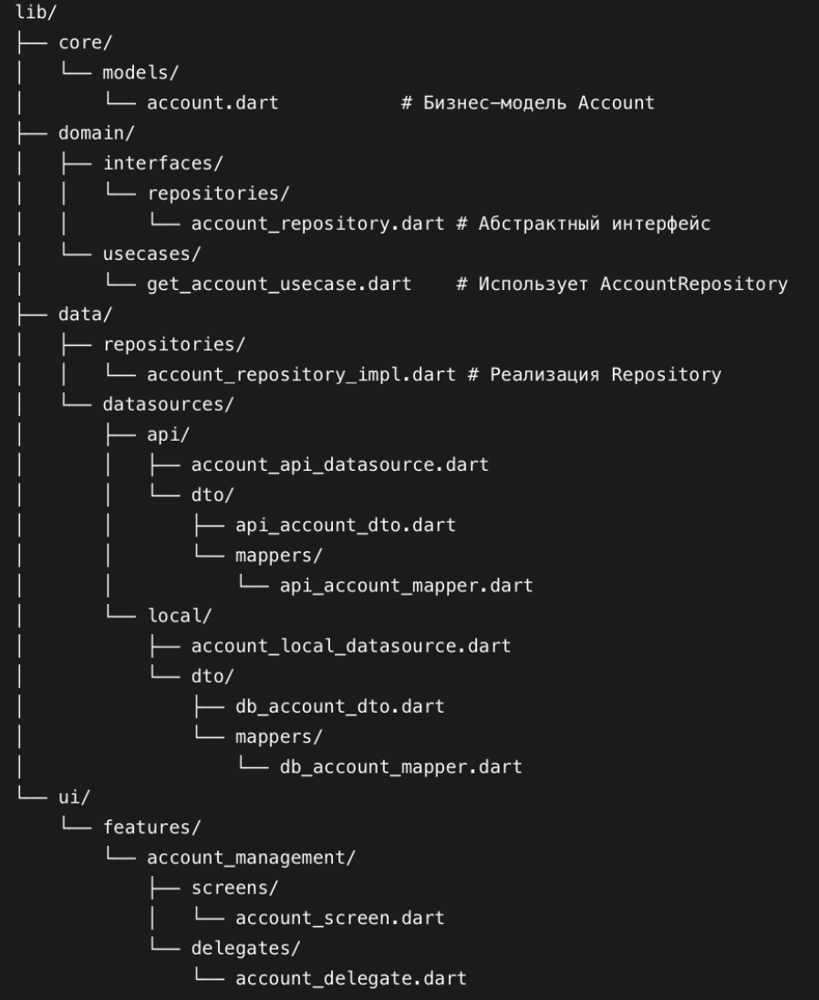 lib/
├── core/
│   └── models/
│       └── account.dart           # Бизнес-модель Account
├── domain/
│   ├── interfaces/
│   │   └── repositories/
│   │       └── account_repository.dart # Абстрактный интерфейс
│   └── usecases/
│       └── get_account_usecase.dart    # Использует AccountRepository
├── data/
│   ├── repositories/
│   │   └── account_repository_impl.dart # Реализация Repository
│   └── datasources/
│       ├── api/
│       │   ├── account_api_datasource.dart
│       │   └── dto/
│       │       ├── api_account_dto.dart
│       │       └── mappers/
│       │           └── api_account_mapper.dart
│       └── local/
│           ├── account_local_datasource.dart
│           └── dto/
│               ├── db_account_dto.dart
│               └── mappers/
│                   └── db_account_mapper.dart
└── ui/
    └── features/
        └── account_management/
            ├── screens/
            │   └── account_screen.dart
            └── delegates/
                └── account_delegate.dart